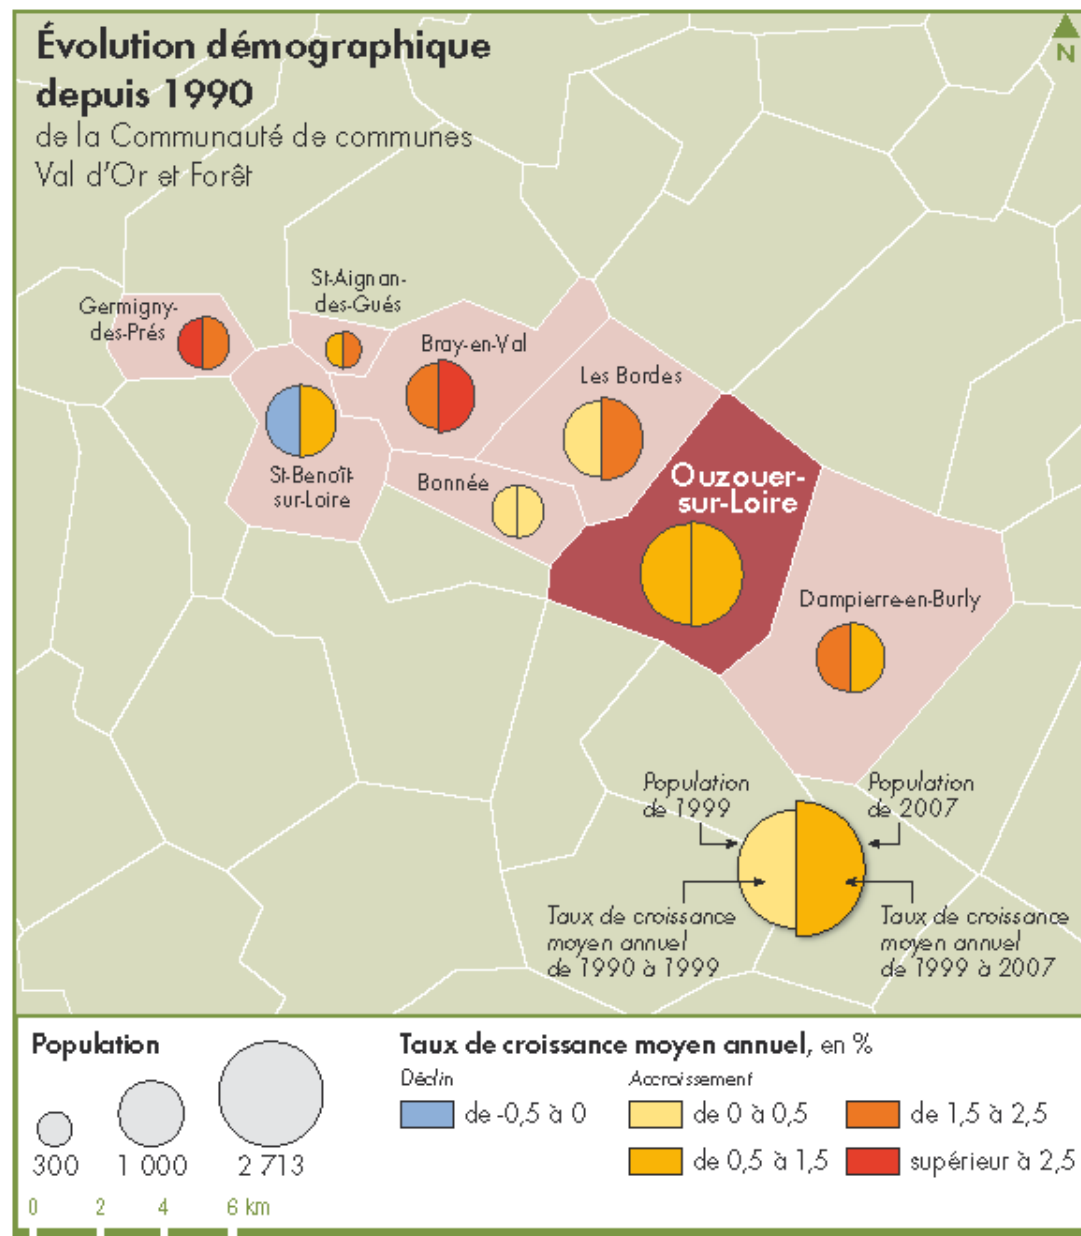 Évolution démographique
depuis 1990
de la Communauté de communes
Val d'Or et Forêt
N
St-Aignan-
des-Gués
Germigny-
des-Prés
Bray-en-Val
Les Bordes
St-Benoît-
sur-Loire
Bonnée
Ouzouer-
sur-Loire
Dampierre-en-Burly
Population
de 1999
Population
de 2007
Taux de croissance
moyen annuel
de 1990 à 1999
Taux de croissance
moyen annuel
de 1999 à 2007
Population
300
1 000
2 713
0 2 4 6 km
Taux de croissance moyen annuel, en %
Déclin
de -0,5 à 0
Accroissement
de 0 à 0,5
de 0,5 à 1,5
de 1,5 à 2,5
supérieur à 2,5